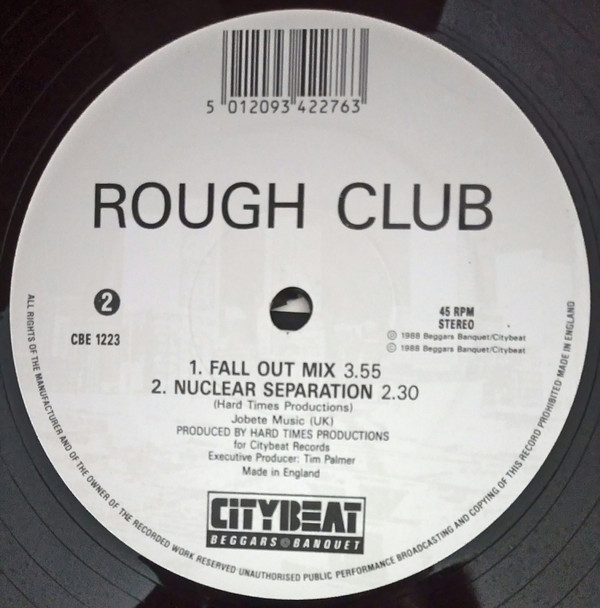 5 012093 422763
ROUGH CLUB
2
CBE 1223
45 RPM
STEREO
℗ 1988 Beggars Banquet/Citybeat
© 1988 Beggars Banquet/Citybeat
1. FALL OUT MIX 3.55
2. NUCLEAR SEPARATION 2.30
(Hard Times Productions)
Jobete Music (UK)
PRODUCED BY HARD TIMES PRODUCTIONS
for Citybeat Records
Executive Producer: Tim Palmer
Made in England
CITYBEAT
BEGGARS BANQUET
ALL RIGHTS OF THE MANUFACTURER AND OF THE OWNER OF THE RECORDED WORK RESERVED UNAUTHORISED PUBLIC PERFORMANCE BROADCASTING AND COPYING OF THIS RECORD PROHIBITED MADE IN ENGLAND